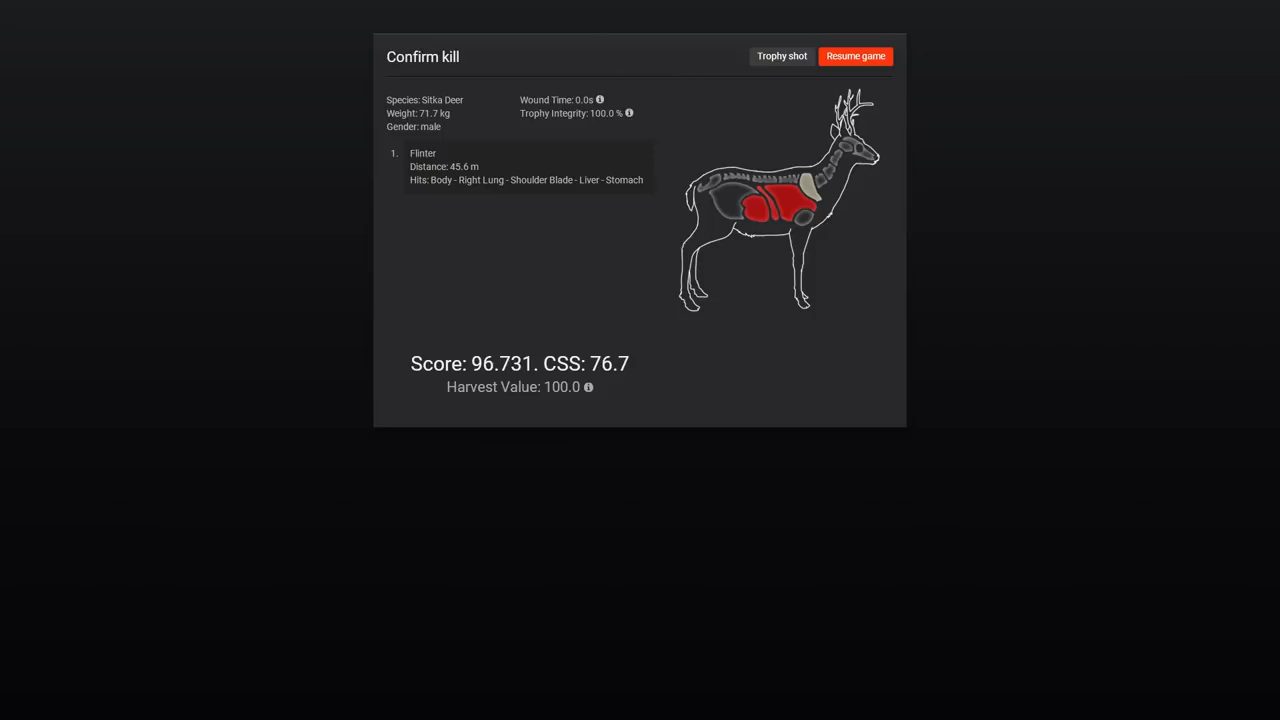 Confirm kill
Trophy shot
Resume game
Species: Sitka Deer
Weight: 71.7 kg
Gender: male
Wound Time: 0.0s
Trophy Integrity: 100.0 %
1. Flinter
Distance: 45.6 m
Hits: Body - Right Lung - Shoulder Blade - Liver - Stomach
Score: 96.731. CSS: 76.7
Harvest Value: 100.0